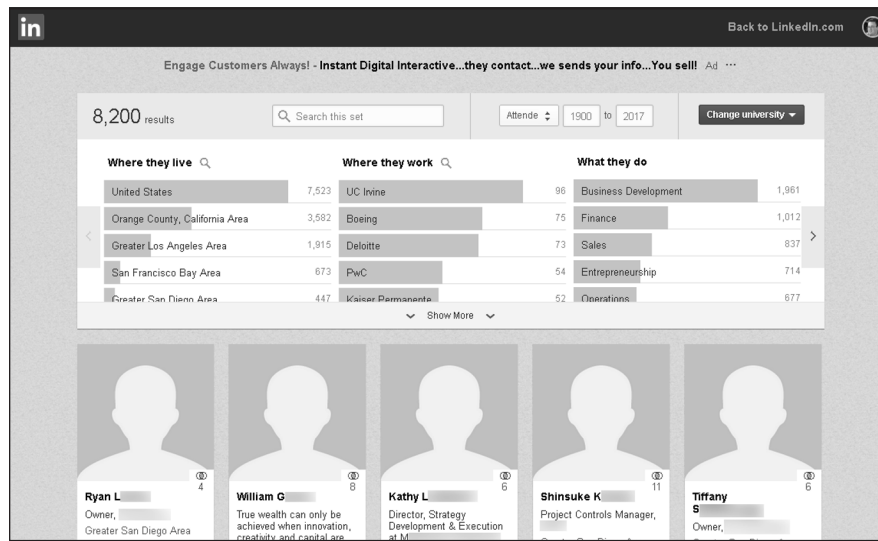 in
Back to LinkedIn.com
Engage Customers Always! - Instant Digital Interactive...they contact...we sends your info...You sell! Ad ...
8,200 results
Search this set
Attende 1900 to 2017
Change university
Where they live
United States 7,523
Orange County, California Area 3,582
Greater Los Angeles Area 1,915
San Francisco Bay Area 673
Greater San Diego Area 447
Where they work
UC Irvine 96
Boeing 75
Deloitte 73
PwC 54
Kaiser Permanente 52
What they do
Business Development 1,961
Finance 1,012
Sales 837
Entrepreneurship 714
Operations 677
Show More
4
Ryan L
Owner,
Greater San Diego Area
8
William G
True wealth can only be
achieved when innovation,
creativity and capital are
6
Kathy L
Director, Strategy
Development & Execution
at M
11
Shinsuke K
Project Controls Manager,
6
Tiffany
S
Owner,